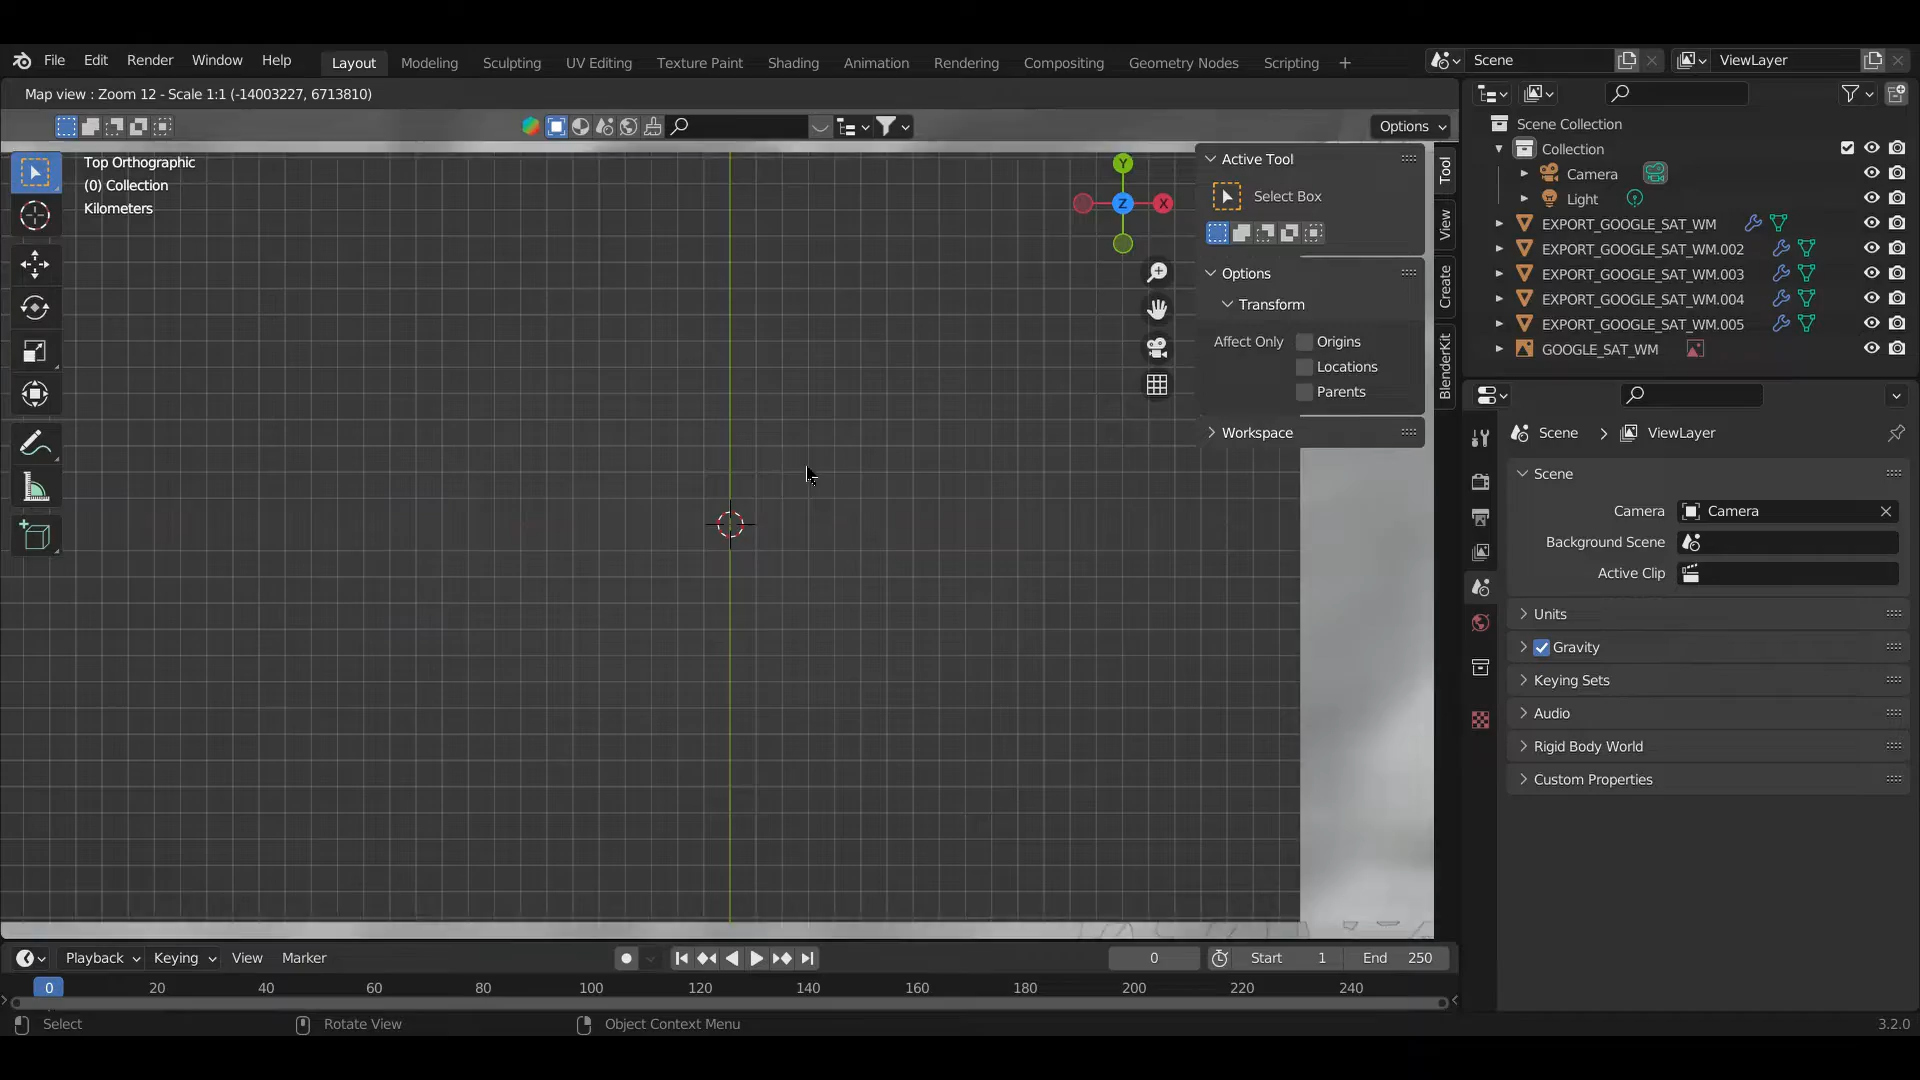 File Edit Render Window Help Layout Modeling Sculpting UV Editing Texture Paint Shading Animation Rendering Compositing Geometry Nodes Scripting + Scene ViewLayer
Map view : Zoom 12 - Scale 1:1 (-14003227, 6713810)
Options
Top Orthographic
(0) Collection
Kilometers
Y
X
Z
Active Tool
Select Box
Options
Transform
Affect Only Origins
Locations
Parents
Workspace
Tool
View
Create
BlenderKit
Scene Collection
Collection
Camera
Light
EXPORT_GOOGLE_SAT_WM
EXPORT_GOOGLE_SAT_WM.002
EXPORT_GOOGLE_SAT_WM.003
EXPORT_GOOGLE_SAT_WM.004
EXPORT_GOOGLE_SAT_WM.005
GOOGLE_SAT_WM
Scene > ViewLayer
Scene
Camera Camera
Background Scene
Active Clip
Units
Gravity
Keying Sets
Audio
Rigid Body World
Custom Properties
Playback Keying View Marker 0 Start 1 End 250
0 20 40 60 80 100 120 140 160 180 200 220 240
Select Rotate View Object Context Menu 3.2.0